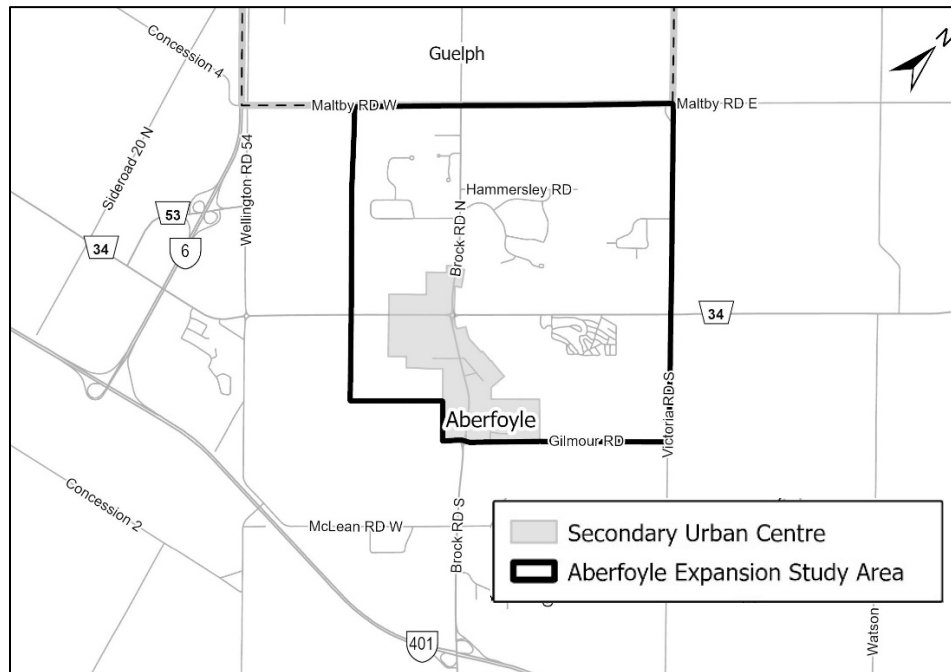 Concession 4
Guelph
N
Maltby RD W
Maltby RD E
Sideroad 20 N
Wellington RD 54
Hammersley RD
53
Brock RD N
34
6
34
Victoria RD S
Aberfoyle
Gilmour RD
Concession 2
McLean RD W
Brock RD S
Secondary Urban Centre
Aberfoyle Expansion Study Area
401
Watson